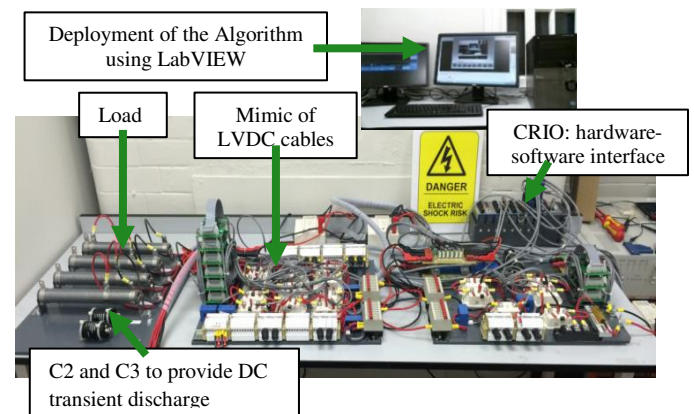 Deployment of the Algorithm
using LabVIEW
Load
Mimic of
LVDC cables
CRIO: hardware-
software interface
DANGER
ELECTRIC
SHOCK RISK
C2 and C3 to provide DC
transient discharge